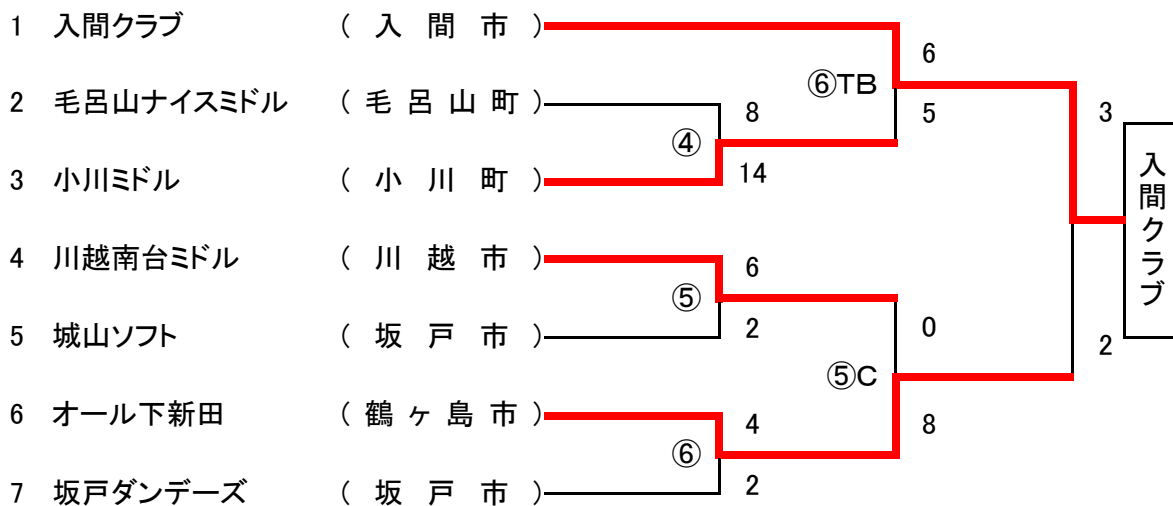 1 入間クラブ (入間市)
6
⑥TB
2 毛呂山ナイスミドル (毛呂山町)
8
5
3
④
3 小川ミドル (小川町)
14
入間クラブ
4 川越南台ミドル (川越市)
6
⑤
5 城山ソフト (坂戸市)
2
0
2
⑤C
6 オール下新田 (鶴ヶ島市)
4
8
⑥
7 坂戸ダンデーズ (坂戸市)
2